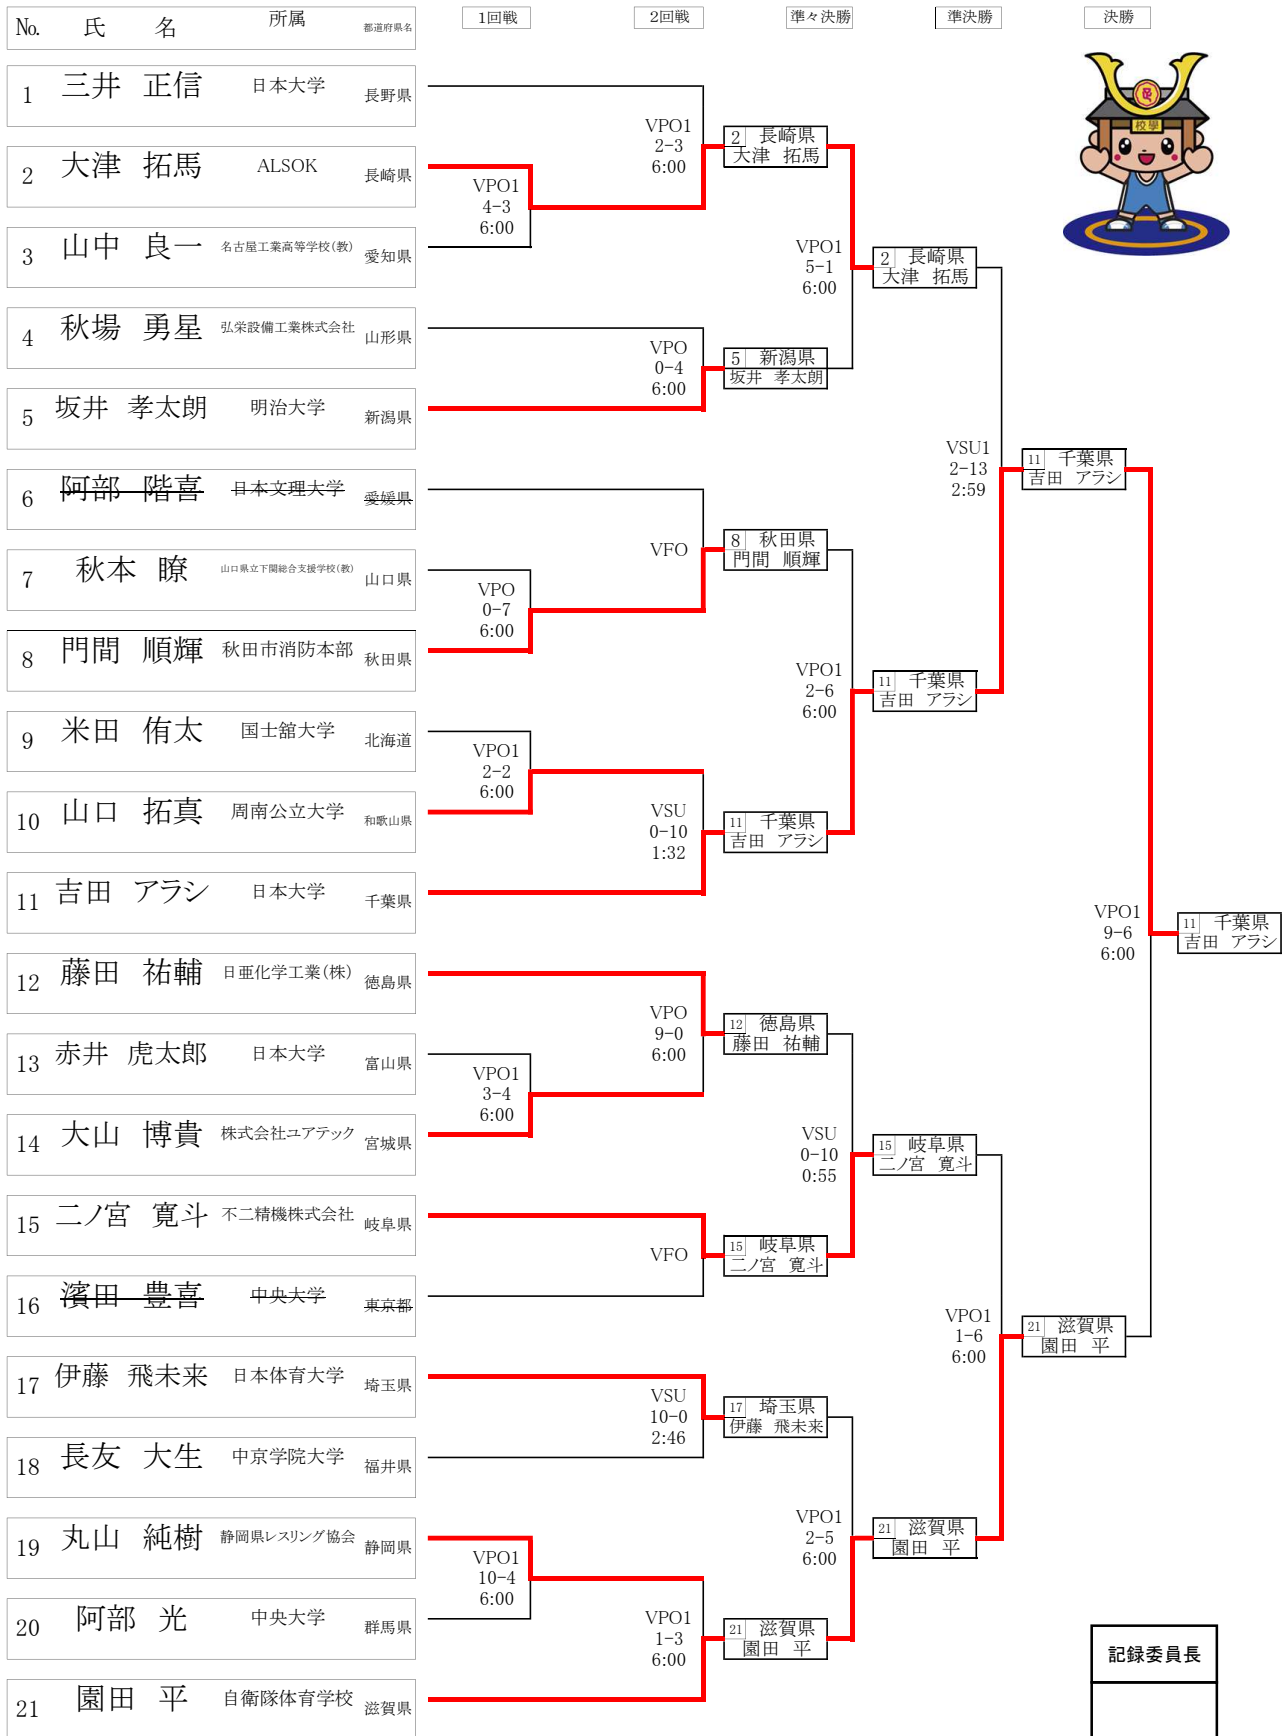 No. 氏 名 所属 都道府県名 1回戦 2回戦 準々決勝 準決勝 決勝
校學
1 三井 正信 日本大学 長野県
2 大津 拓馬 ALSOK 長崎県
3 山中 良一 名古屋工業高等学校(教) 愛知県
4 秋場 勇星 弘栄設備工業株式会社 山形県
5 坂井 孝太朗 明治大学 新潟県
6 阿部 階喜 日本文理大学 愛媛県
7 秋本 瞭 山口県立下関総合支援学校(教) 山口県
8 門間 順輝 秋田市消防本部 秋田県
9 米田 侑太 国士舘大学 北海道
10 山口 拓真 周南公立大学 和歌山県
11 吉田 アラシ 日本大学 千葉県
12 藤田 祐輔 日亜化学工業(株) 徳島県
13 赤井 虎太郎 日本大学 富山県
14 大山 博貴 株式会社ユアテック 宮城県
15 二ノ宮 寛斗 不二精機株式会社 岐阜県
16 濱田 豊喜 中央大学 東京都
17 伊藤 飛未来 日本体育大学 埼玉県
18 長友 大生 中京学院大学 福井県
19 丸山 純樹 静岡県レスリング協会 静岡県
20 阿部 光 中央大学 群馬県
21 園田 平 自衛隊体育学校 滋賀県
VPO1
4-3
6:00
VPO
0-7
6:00
VPO1
2-2
6:00
VPO1
3-4
6:00
VPO1
10-4
6:00
VPO1
2-3
6:00
VPO
0-4
6:00
VFO
VSU
0-10
1:32
VPO
9-0
6:00
VFO
VSU
10-0
2:46
VPO1
1-3
6:00
2 長崎県
大津 拓馬
5 新潟県
坂井 孝太朗
8 秋田県
門間 順輝
11 千葉県
吉田 アラシ
12 徳島県
藤田 祐輔
15 岐阜県
二ノ宮 寛斗
17 埼玉県
伊藤 飛未来
21 滋賀県
園田 平
VPO1
5-1
6:00
VPO1
2-6
6:00
VSU
0-10
0:55
VPO1
2-5
6:00
2 長崎県
大津 拓馬
11 千葉県
吉田 アラシ
15 岐阜県
二ノ宮 寛斗
21 滋賀県
園田 平
VSU1
2-13
2:59
VPO1
1-6
6:00
11 千葉県
吉田 アラシ
21 滋賀県
園田 平
VPO1
9-6
6:00
11 千葉県
吉田 アラシ
記録委員長